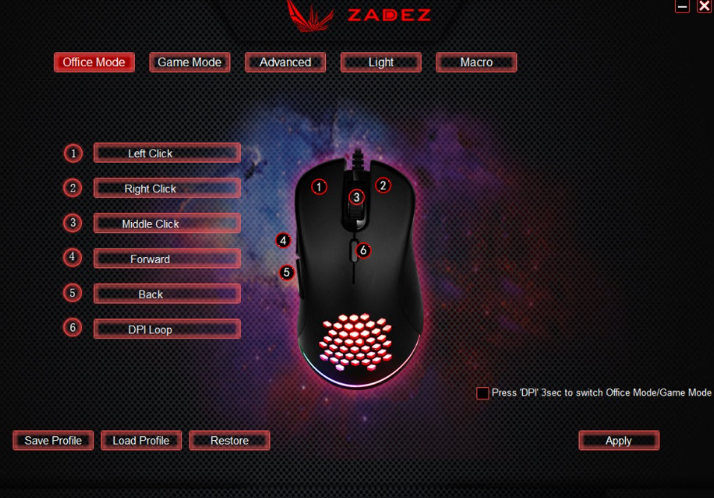 ZADEZ
Office Mode
Game Mode
Advanced
Light
Macro
1 Left Click
2 Right Click
3 Middle Click
4 Forward
5 Back
6 DPI Loop
1
2
3
4
6
5
Press 'DPI' 3sec to switch Office Mode/Game Mode
Save Profile
Load Profile
Restore
Apply